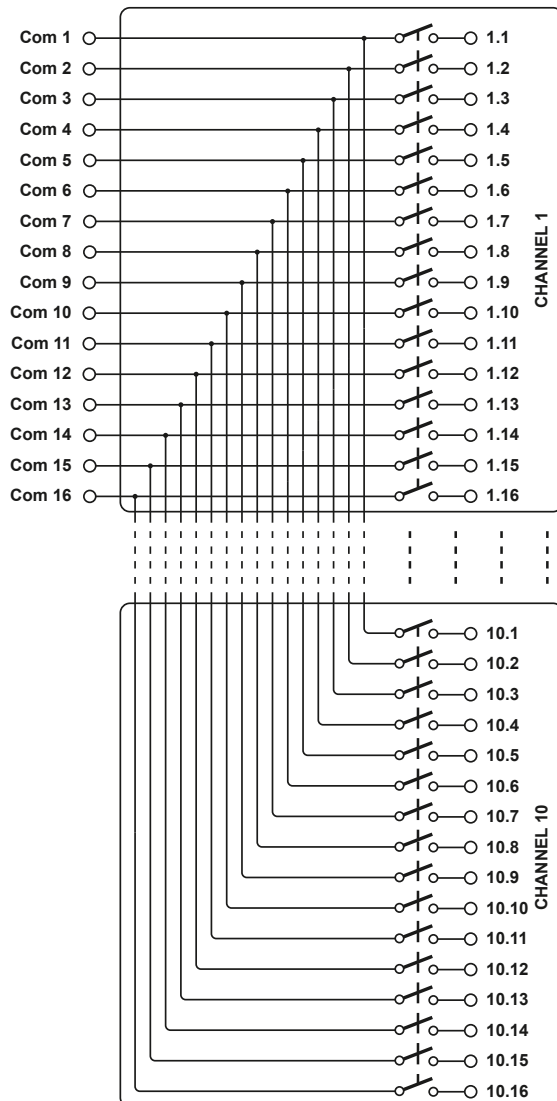 Com 1 1.1
Com 2 1.2
Com 3 1.3
Com 4 1.4
Com 5 1.5
Com 6 1.6
Com 7 1.7
Com 8 1.8
Com 9 1.9
Com 10 1.10
Com 11 1.11
Com 12 1.12
Com 13 1.13
Com 14 1.14
Com 15 1.15
Com 16 1.16
CHANNEL 1
10.1
10.2
10.3
10.4
10.5
10.6
10.7
10.8
10.9
10.10
10.11
10.12
10.13
10.14
10.15
10.16
CHANNEL 10